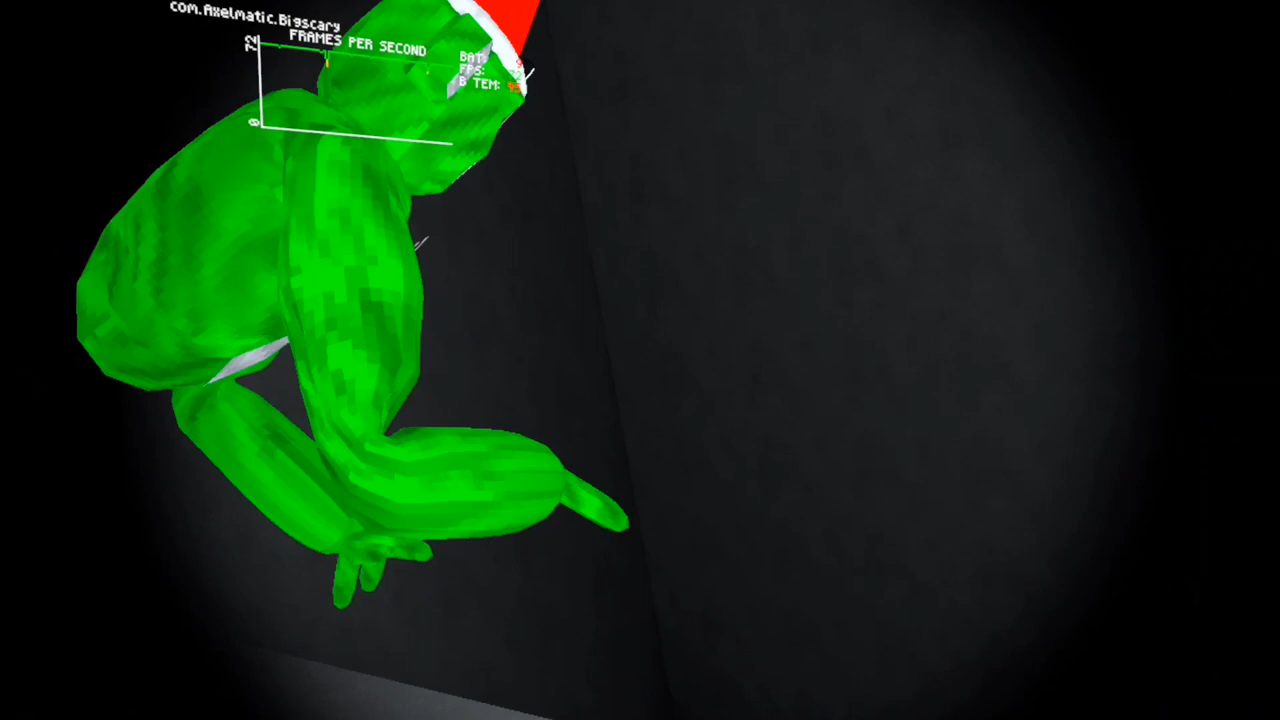 com.Axelmatic.Bigscary
FRAMES PER SECOND
72
BAT:
FPS:
B TEM:
0